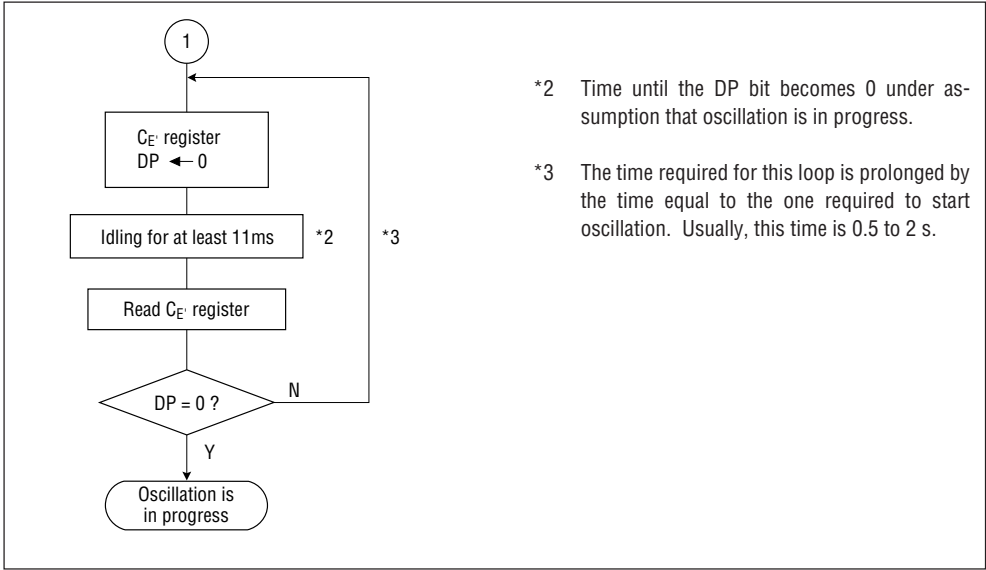 1
C_E' register
DP ← 0
Idling for at least 11ms *2 *3
Read C_E' register
DP = 0 ? N
Y
Oscillation is
in progress
*2 Time until the DP bit becomes 0 under as-
sumption that oscillation is in progress.
*3 The time required for this loop is prolonged by
the time equal to the one required to start
oscillation. Usually, this time is 0.5 to 2 s.